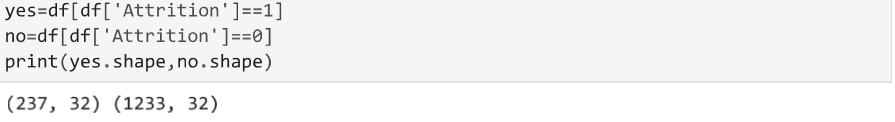 yes=df[df['Attrition']==1]
no=df[df['Attrition']==0]
print(yes.shape,no.shape)
(237, 32) (1233, 32)